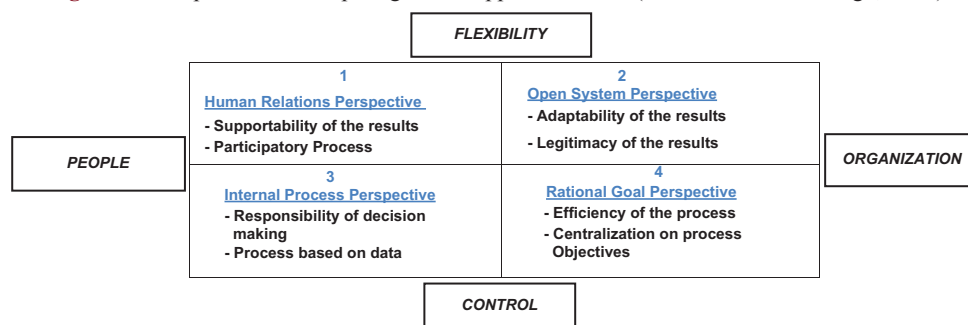 FLEXIBILITY
1
Human Relations Perspective
- Supportability of the results
- Participatory Process
2
Open System Perspective
- Adaptability of the results
- Legitimacy of the results
PEOPLE
ORGANIZATION
3
Internal Process Perspective
- Responsibility of decision
making
- Process based on data
4
Rational Goal Perspective
- Efficiency of the process
- Centralization on process
Objectives
CONTROL